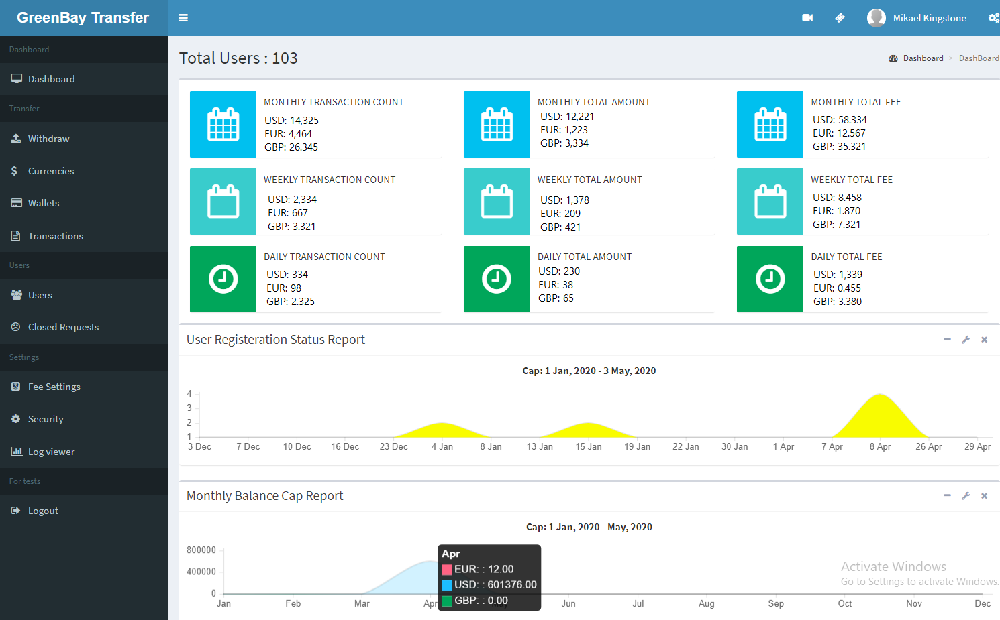 GreenBay Transfer
Mikael Kingstone
Dashboard
Dashboard
Transfer
Withdraw
Currencies
Wallets
Transactions
Users
Users
Closed Requests
Settings
Fee Settings
Security
Log viewer
For tests
Logout
Total Users : 103
Dashboard > DashBoard
MONTHLY TRANSACTION COUNT
USD: 14,325
EUR: 4,464
GBP: 26.345
MONTHLY TOTAL AMOUNT
USD: 12,221
EUR: 1,223
GBP: 3,334
MONTHLY TOTAL FEE
USD: 58.334
EUR: 12.567
GBP: 35.321
WEEKLY TRANSACTION COUNT
USD: 2,334
EUR: 667
GBP: 3.321
WEEKLY TOTAL AMOUNT
USD: 1,378
EUR: 209
GBP: 421
WEEKLY TOTAL FEE
USD: 8.458
EUR: 1.870
GBP: 7.321
DAILY TRANSACTION COUNT
USD: 334
EUR: 98
GBP: 2.325
DAILY TOTAL AMOUNT
USD: 230
EUR: 38
GBP: 65
DAILY TOTAL FEE
USD: 1,339
EUR: 0.455
GBP: 3.380
User Registeration Status Report
Cap: 1 Jan, 2020 - 3 May, 2020
4
3
2
1
3 Dec 7 Dec 10 Dec 16 Dec 23 Dec 4 Jan 8 Jan 13 Jan 15 Jan 19 Jan 22 Jan 30 Jan 1 Apr 7 Apr 8 Apr 26 Apr 29 Apr
Monthly Balance Cap Report
Cap: 1 Jan, 2020 - May, 2020
800000
400000
0
Apr
EUR: : 12.00
USD: : 601376.00
GBP: : 0.00
Jan Feb Mar Apr Jun Jul Aug Sep Oct Nov Dec
Activate Windows
Go to Settings to activate Windows.